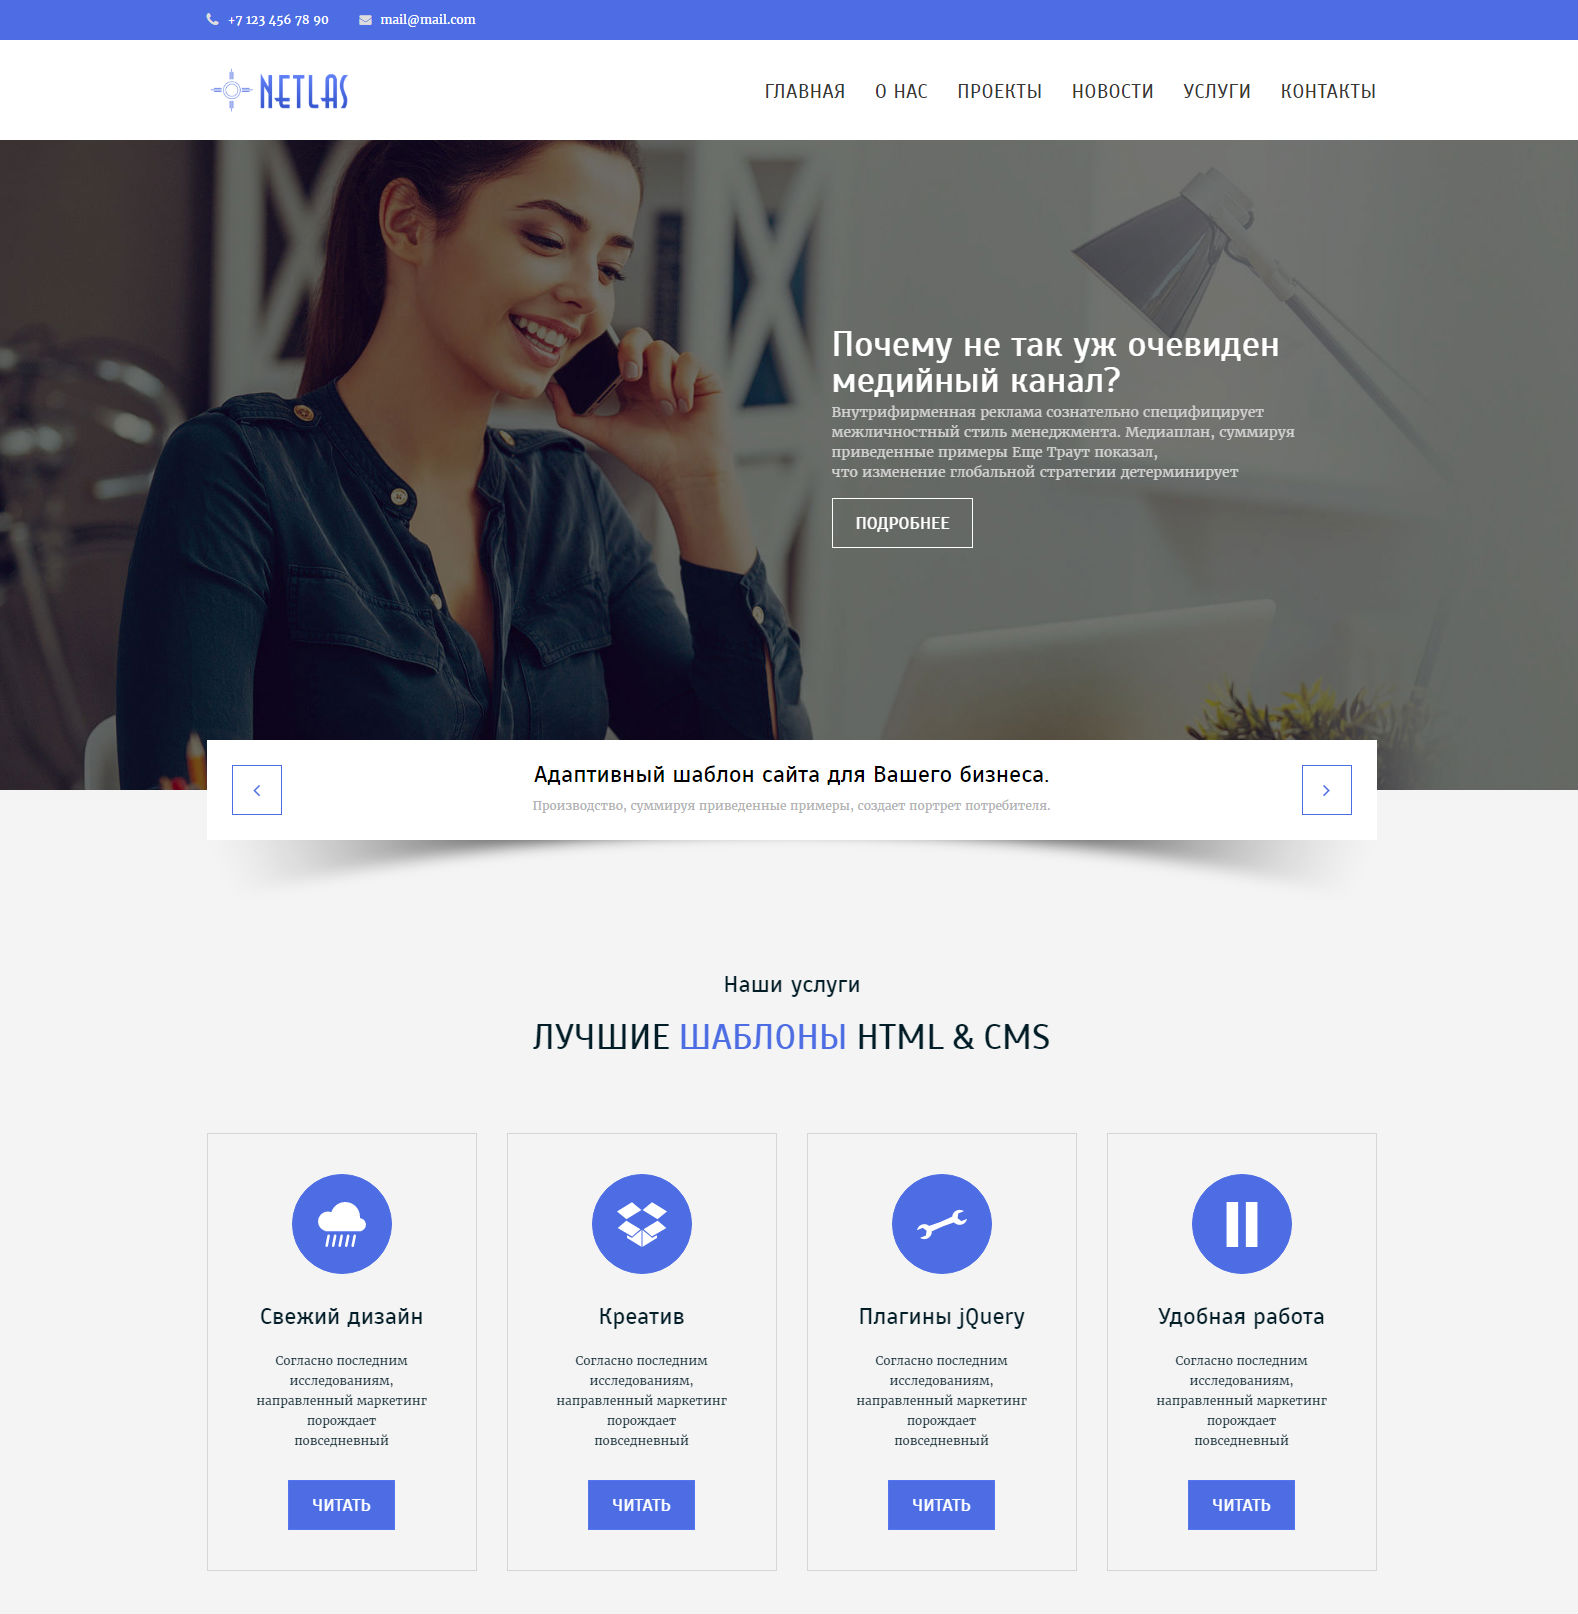 +7 123 456 78 90 mail@mail.com
NETLAS
ГЛАВНАЯ О НАС ПРОЕКТЫ НОВОСТИ УСЛУГИ КОНТАКТЫ
Почему не так уж очевиден
медийный канал?
Внутрифирменная реклама сознательно специфицирует
межличностный стиль менеджмента. Медиаплан, суммируя
приведенные примеры Еще Траут показал,
что изменение глобальной стратегии детерминирует
ПОДРОБНЕЕ
Адаптивный шаблон сайта для Вашего бизнеса.
Производство, суммируя приведенные примеры, создает портрет потребителя.
Наши услуги
ЛУЧШИЕ ШАБЛОНЫ HTML & CMS
Свежий дизайн
Согласно последним
исследованиям,
направленный маркетинг
порождает
повседневный
ЧИТАТЬ
Креатив
Согласно последним
исследованиям,
направленный маркетинг
порождает
повседневный
ЧИТАТЬ
Плагины jQuery
Согласно последним
исследованиям,
направленный маркетинг
порождает
повседневный
ЧИТАТЬ
Удобная работа
Согласно последним
исследованиям,
направленный маркетинг
порождает
повседневный
ЧИТАТЬ